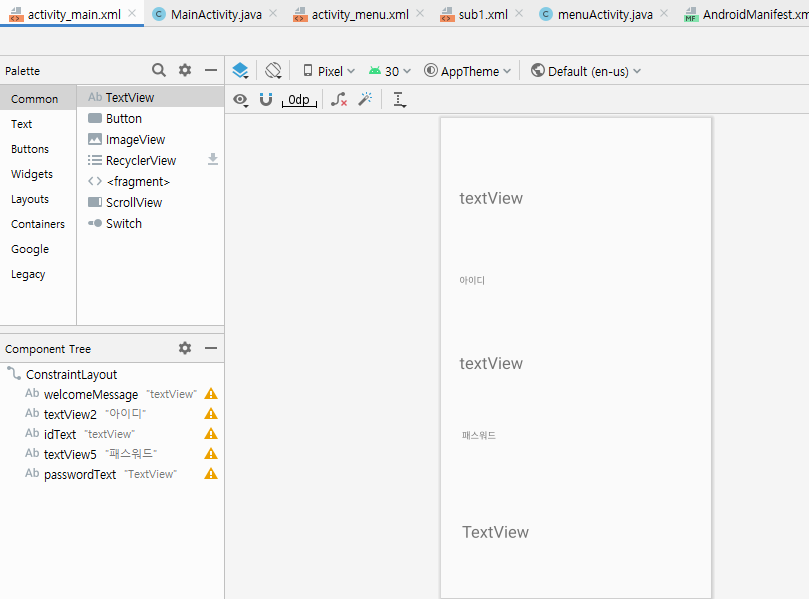 activity_main.xml MainActivity.java activity_menu.xml sub1.xml menuActivity.java AndroidManifest.xm
Palette
Pixel 30 AppTheme Default (en-us)
Common
Text
Buttons
Widgets
Layouts
Containers
Google
Legacy
Ab TextView
Button
ImageView
RecyclerView
<fragment>
ScrollView
Switch
0dp
Component Tree
ConstraintLayout
Ab welcomeMessage "textView"
Ab textView2 "아이디"
Ab idText "textView"
Ab textView5 "패스워드"
Ab passwordText "TextView"
textView
아이디
textView
패스워드
TextView